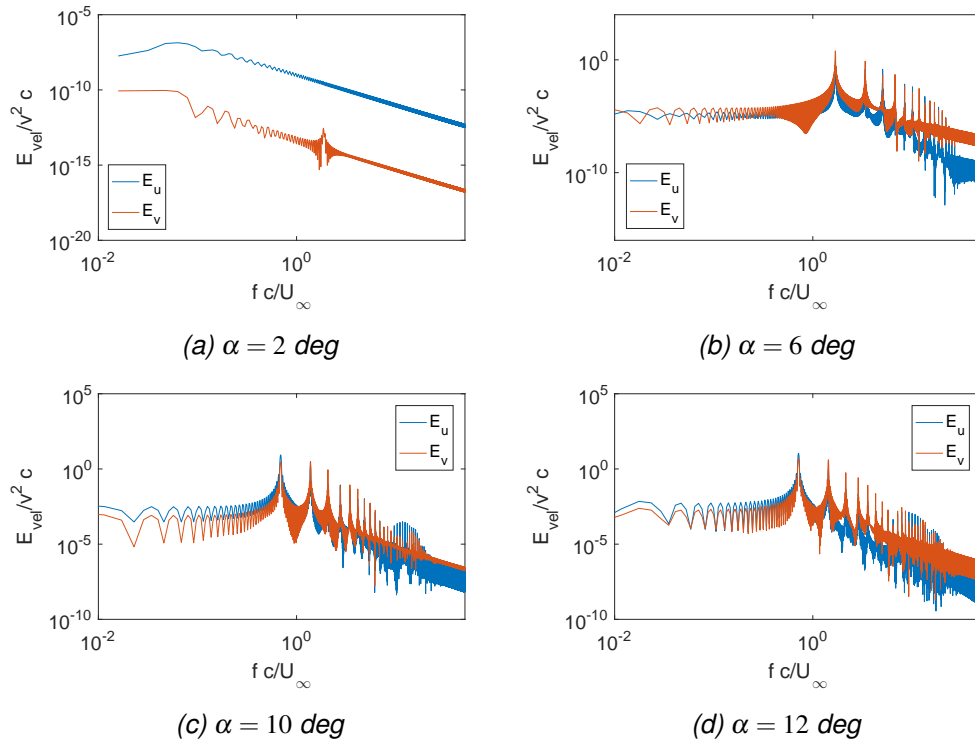 10^-5
10^-10
10^-15
10^-20
E_vel/v^2 c
E_u
E_v
10^-2
10^0
f c/U_∞
(a) α = 2 deg
10^0
10^-10
E_vel/v^2 c
E_u
E_v
10^-2
10^0
f c/U_∞
(b) α = 6 deg
10^5
10^0
10^-5
10^-10
E_vel/v^2 c
E_u
E_v
10^-2
10^0
f c/U_∞
(c) α = 10 deg
10^5
10^0
10^-5
10^-10
E_vel/v^2 c
E_u
E_v
10^-2
10^0
f c/U_∞
(d) α = 12 deg